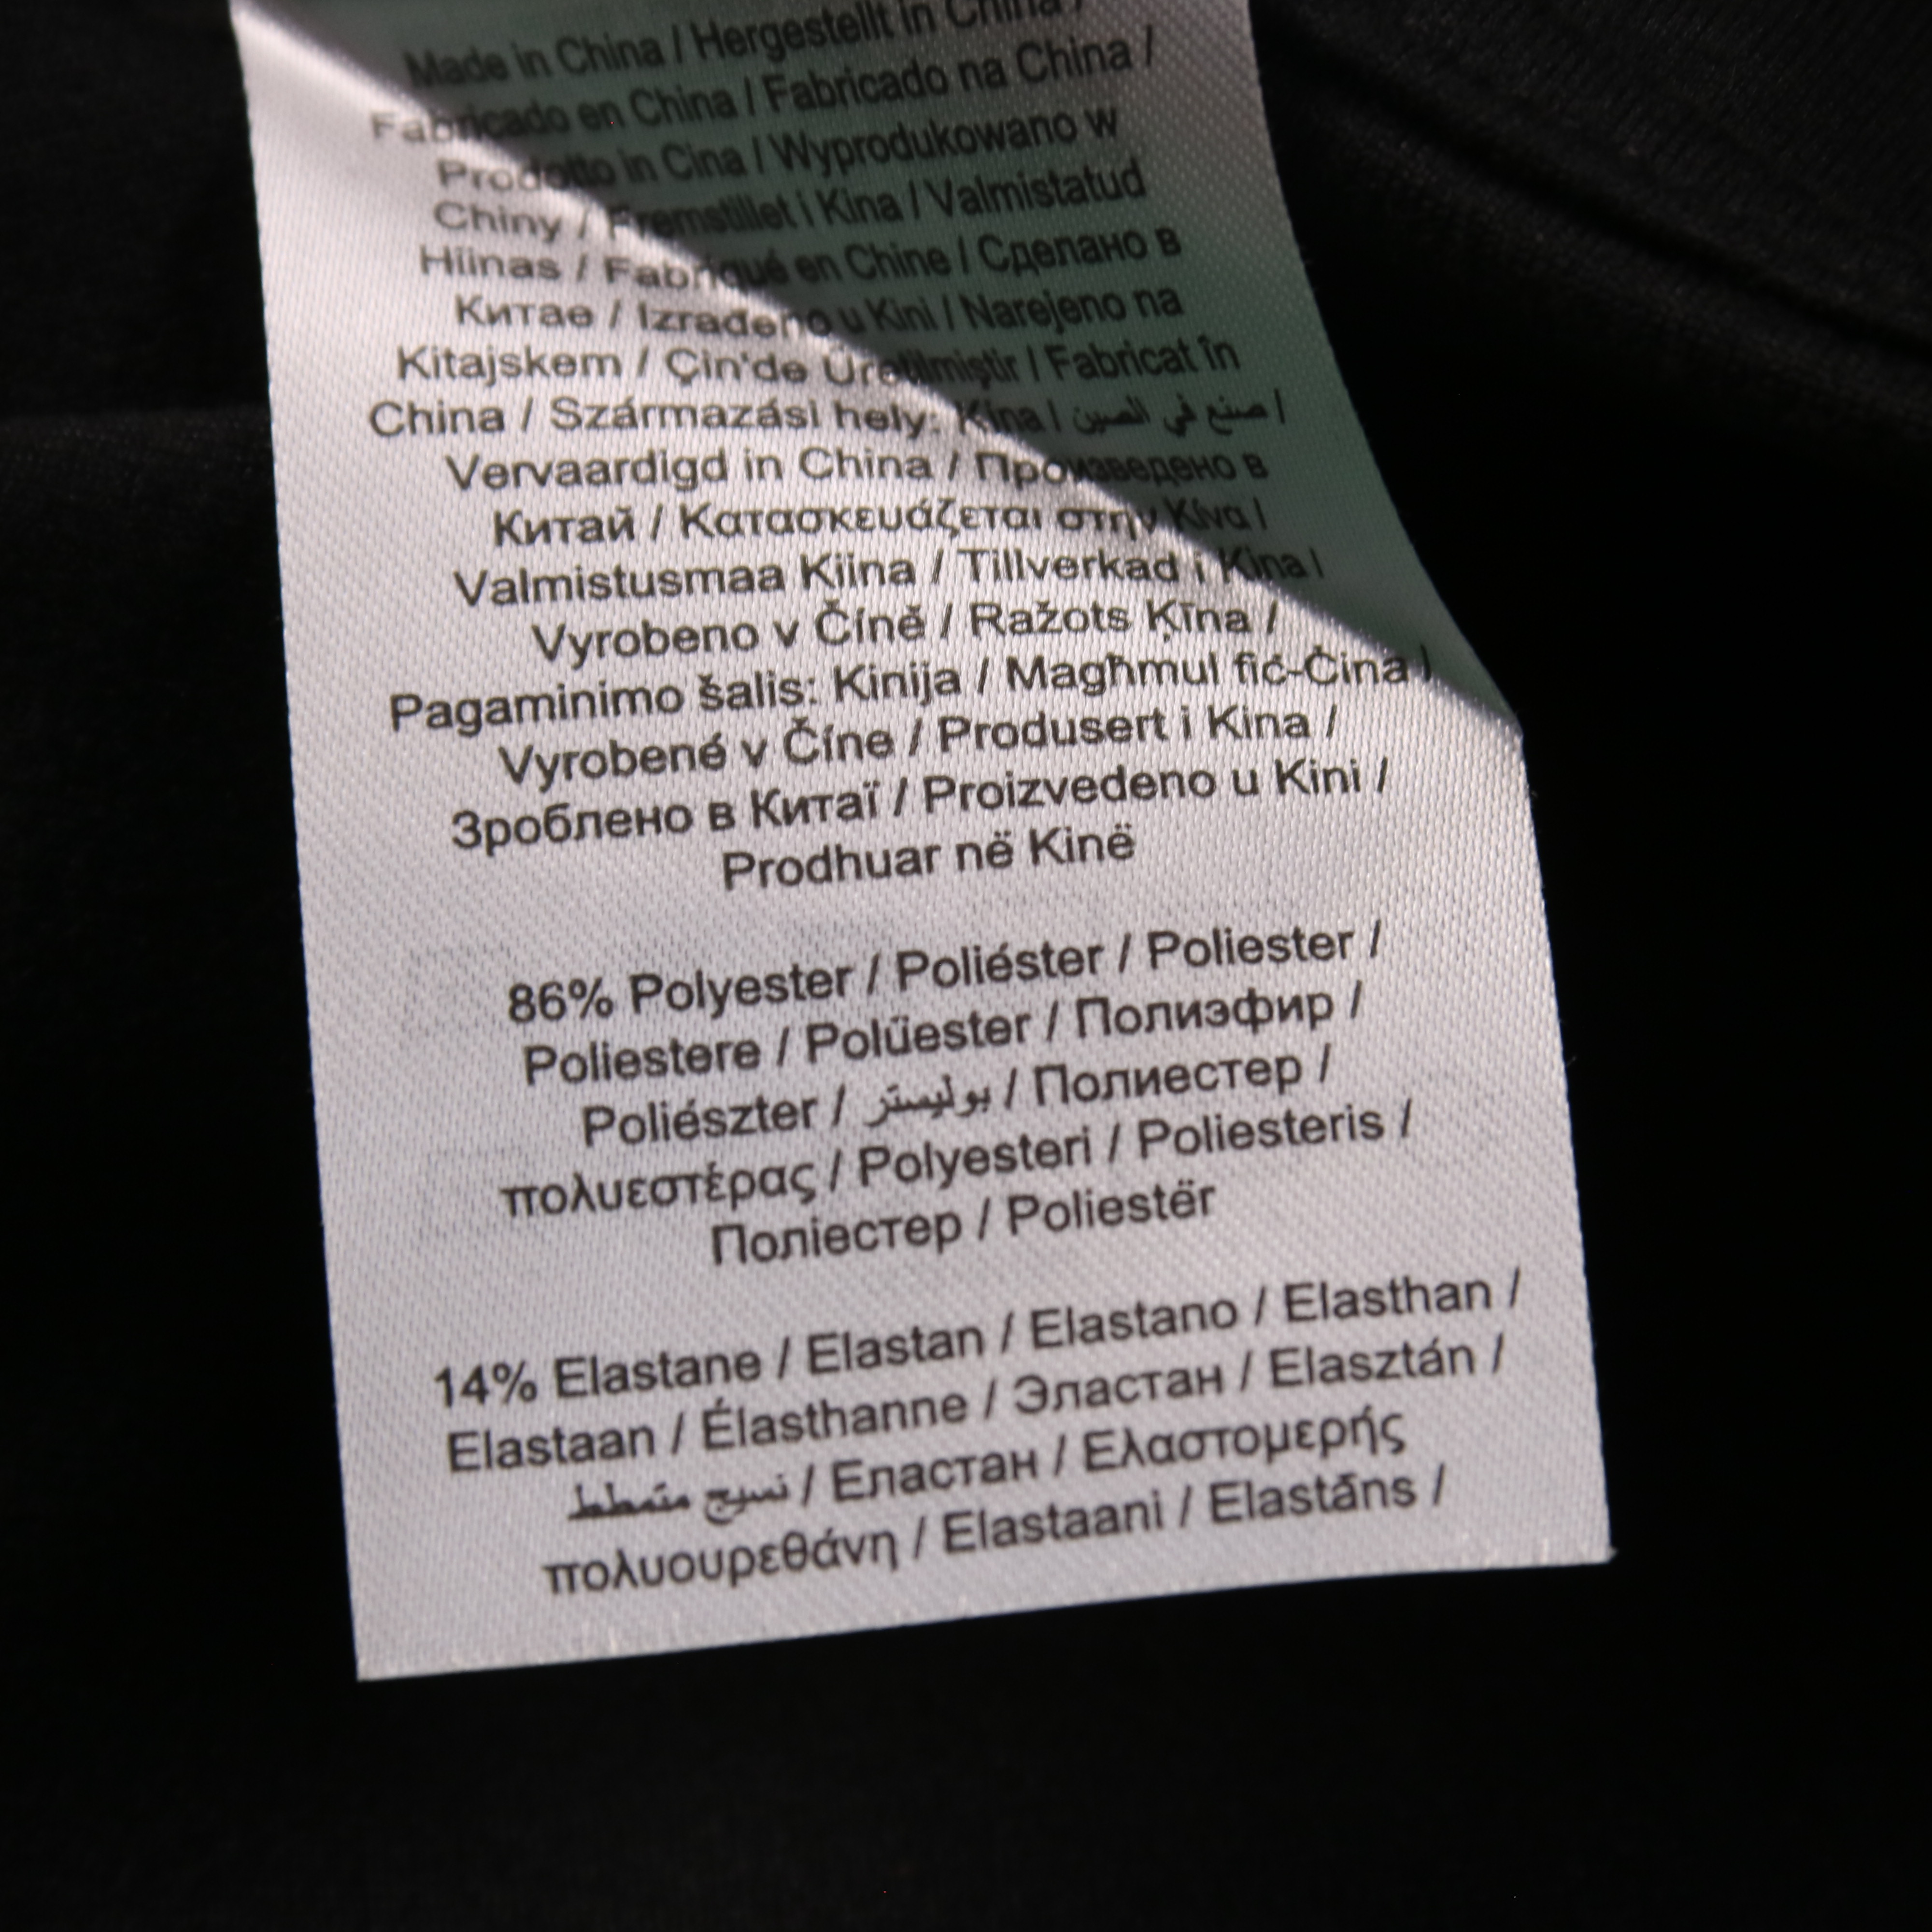 Made in China / Hergestellt in China /
Fabricado en China / Fabricado na China /
Prodotto in Cina / Wyprodukowano w
Chiny / Fremstillet i Kina / Valmistatud
Hiinas / Fabriqué en Chine / Сделано в
Китае / Izrađeno u Kini / Narejeno na
Kitajskem / Çin'de Üretilmiştir / Fabricat în
China / Származási hely: Kína / صنع في الصين /
Vervaardigd in China / Произведено в
Китай / Κατασκευάζεται στην Κίνα /
Valmistusmaa Kiina / Tillverkad i Kina /
Vyrobeno v Číně / Ražots Ķīna /
Pagaminimo šalis: Kinija / Magħmul fiċ-Ċina /
Vyrobené v Číne / Produsert i Kina /
Зроблено в Китаї / Proizvedeno u Kini /
Prodhuar në Kinë
86% Polyester / Poliéster / Poliester /
Poliestere / Polüester / Полиэфир /
Poliészter / بوليستر / Полиестер /
πολυεστέρας / Polyesteri / Poliesteris /
Поліестер / Poliestër
14% Elastane / Elastan / Elastano / Elasthan /
Elastaan / Élasthanne / Эластан / Elasztán /
نسيج متمطط / Еластан / Ελαστομερής
πολυουρεθάνη / Elastaani / Elastāns /